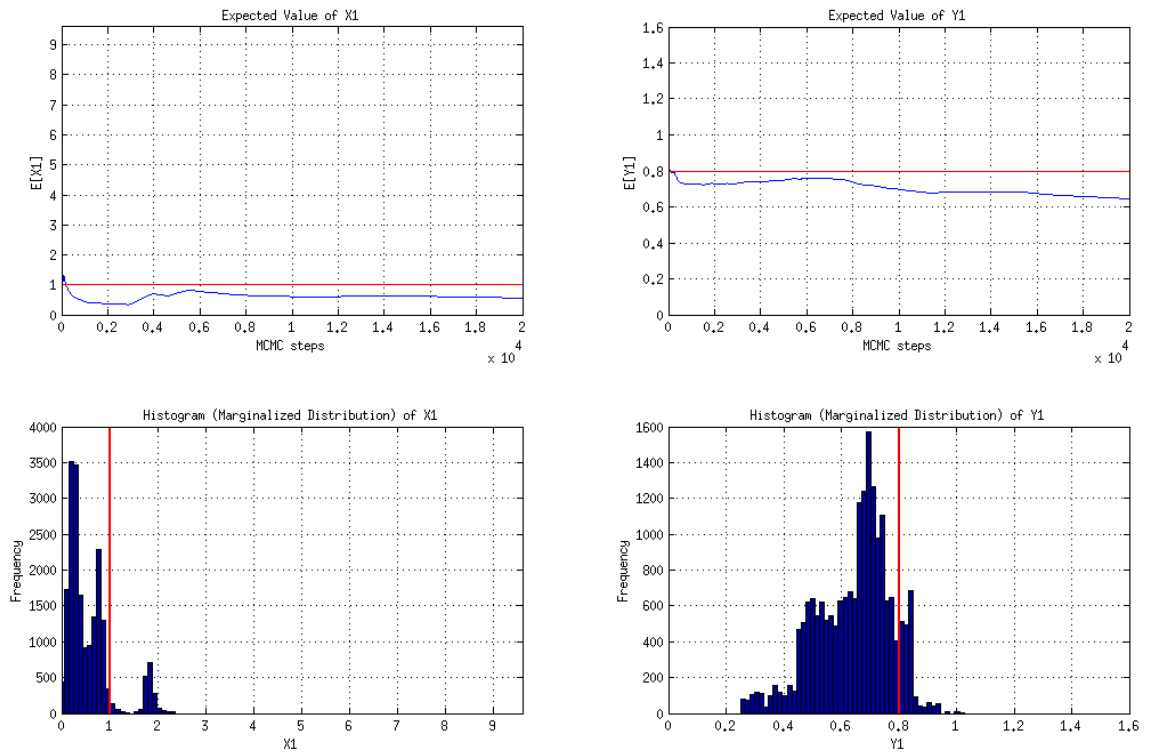 Expected Value of X1
9
8
7
6
5
4
3
2
1
0
E[X1]
0 0.2 0.4 0.6 0.8 1 1.2 1.4 1.6 1.8 2
MCMC steps
x 10 4
Expected Value of Y1
1.6
1.4
1.2
1
0.8
0.6
0.4
0.2
0
E[Y1]
0 0.2 0.4 0.6 0.8 1 1.2 1.4 1.6 1.8 2
MCMC steps
x 10 4
Histogram (Marginalized Distribution) of X1
4000
3500
3000
2500
2000
1500
1000
500
0
Frequency
0 1 2 3 4 5 6 7 8 9
X1
Histogram (Marginalized Distribution) of Y1
1600
1400
1200
1000
800
600
400
200
0
Frequency
0 0.2 0.4 0.6 0.8 1 1.2 1.4 1.6
Y1